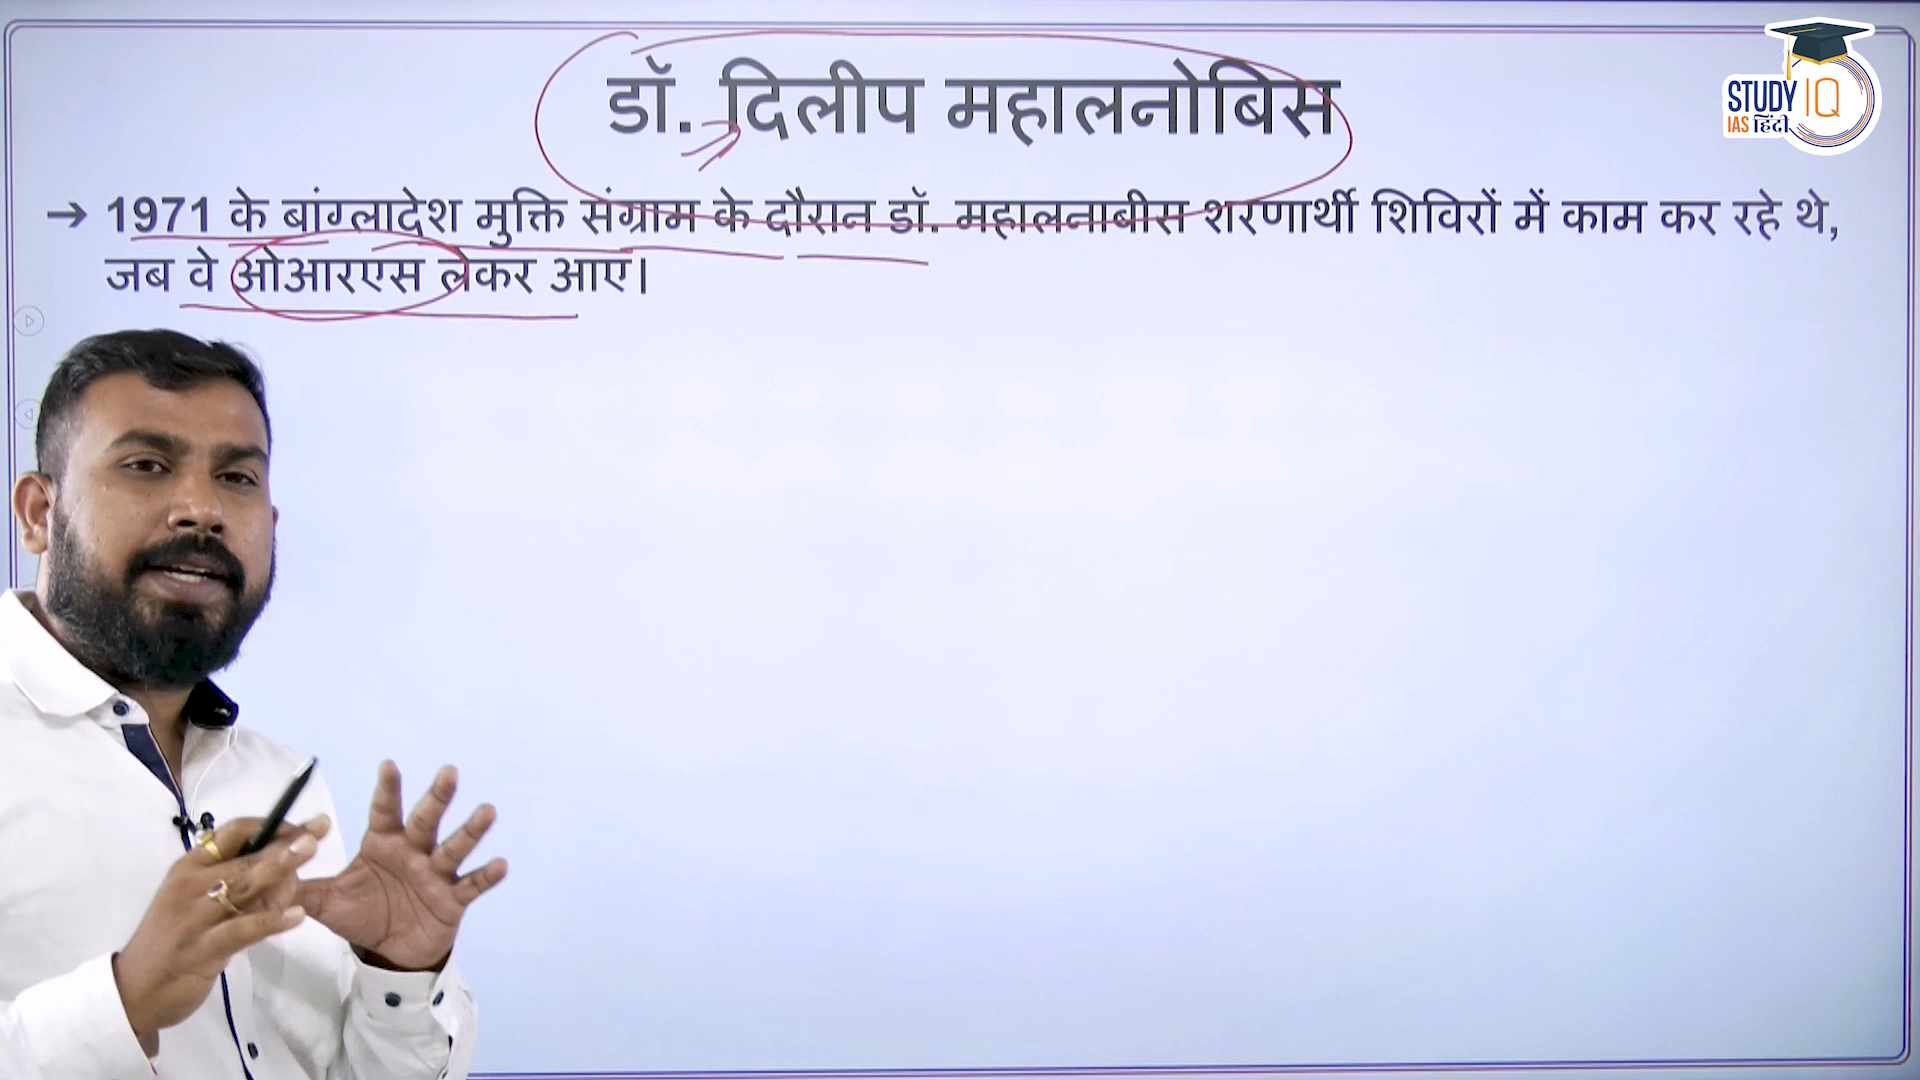 डॉ. दिलीप महालनोबिस
STUDY IQ
IAS हिंदी
→ 1971 के बांग्लादेश मुक्ति संग्राम के दौरान डॉ. महालनाबीस शरणार्थी शिविरों में काम कर रहे थे,
जब वे ओआरएस लेकर आए।